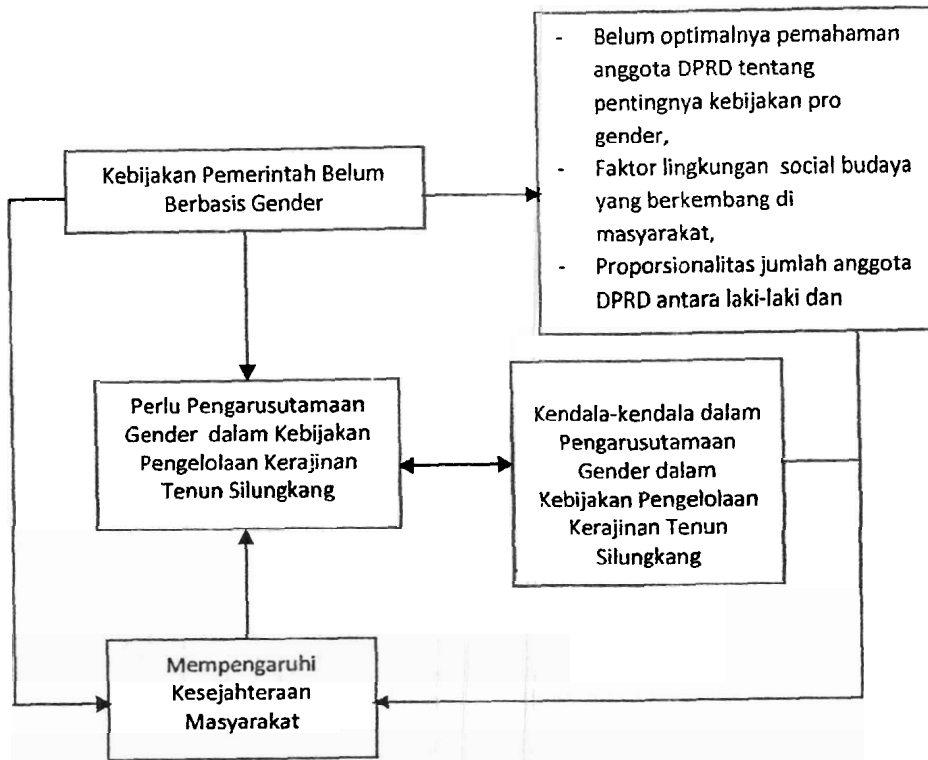 - Belum optimalnya pemahaman
anggota DPRD tentang
pentingnya kebijakan pro
gender,
- Faktor lingkungan social budaya
yang berkembang di
masyarakat,
- Proporsionalitas jumlah anggota
DPRD antara laki-laki dan
Kebijakan Pemerintah Belum
Berbasis Gender
Perlu Pengarusutamaan
Gender dalam Kebijakan
Pengelolaan Kerajinan
Tenun Silungkang
Kendala-kendala dalam
Pengarusutamaan
Gender dalam
Kebijakan Pengelolaan
Kerajinan Tenun
Silungkang
Mempengaruhi
Kesejahteraan
Masyarakat